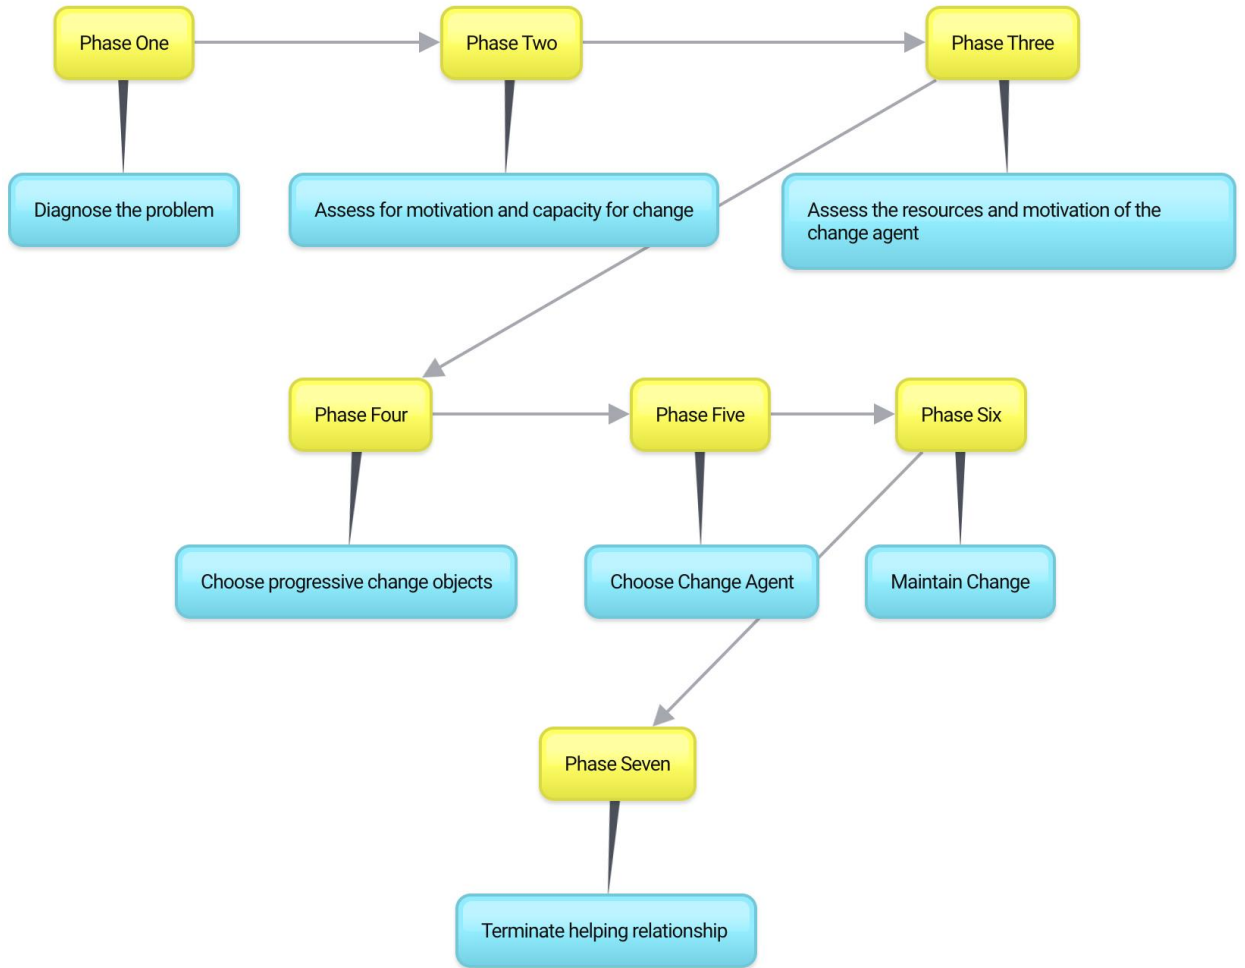 Phase One
Phase Two
Phase Three
Diagnose the problem
Assess for motivation and capacity for change
Assess the resources and motivation of the
change agent
Phase Four
Phase Five
Phase Six
Choose progressive change objects
Choose Change Agent
Maintain Change
Phase Seven
Terminate helping relationship